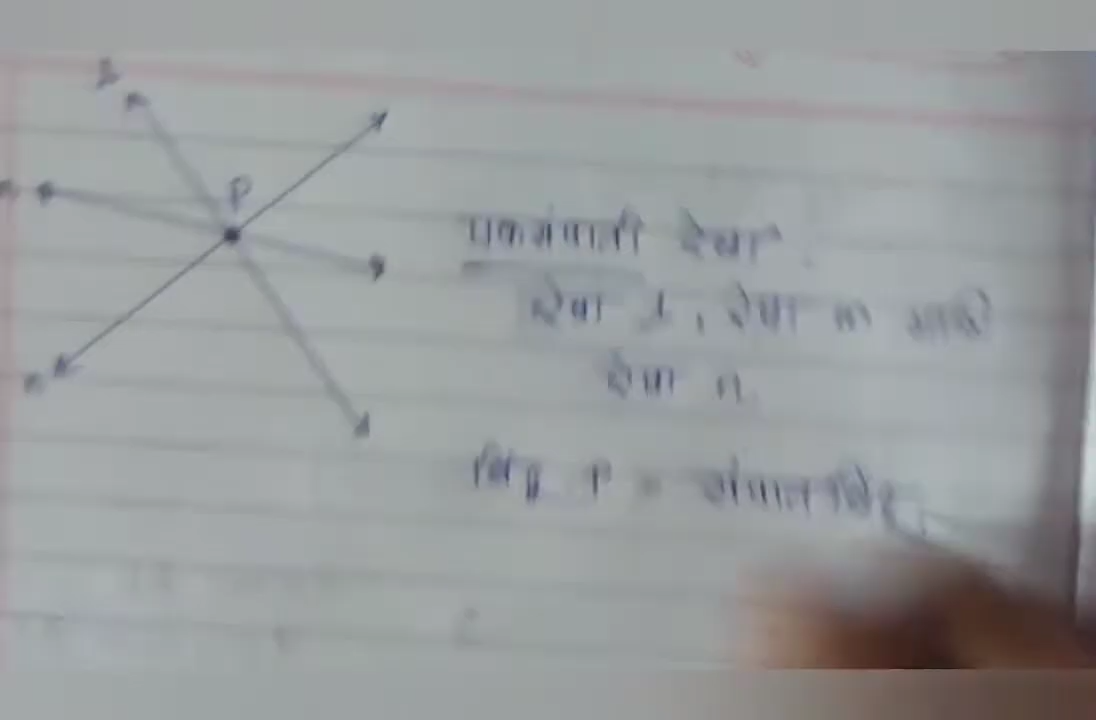 P
एकसंपाती रेषा :
रेषा l, रेषा m आणि
रेषा n.
बिंदू P = संपातबिंदू